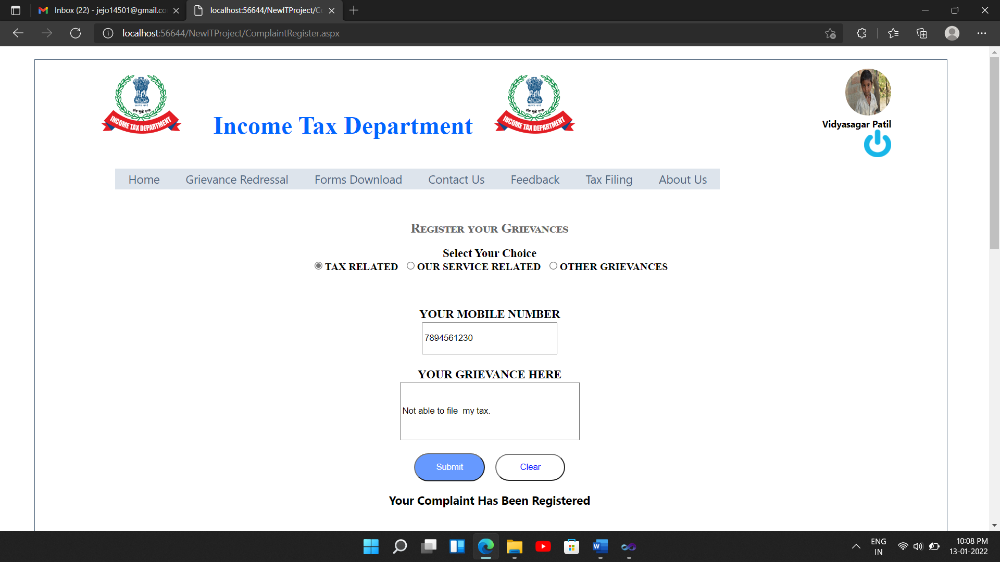 Inbox (22) - jejo14501@gmail.co
localhost:56644/NewITProject/Co
localhost:56644/NewITProject/ComplaintRegister.aspx
INCOME TAX DEPARTMENT
Income Tax Department
INCOME TAX DEPARTMENT
Vidyasagar Patil
Home Grievance Redressal Forms Download Contact Us Feedback Tax Filing About Us
Register your Grievances
Select Your Choice
TAX RELATED OUR SERVICE RELATED OTHER GRIEVANCES
YOUR MOBILE NUMBER
7894561230
YOUR GRIEVANCE HERE
Not able to file  my tax.
Submit Clear
Your Complaint Has Been Registered
ENG
IN
10:08 PM
13-01-2022